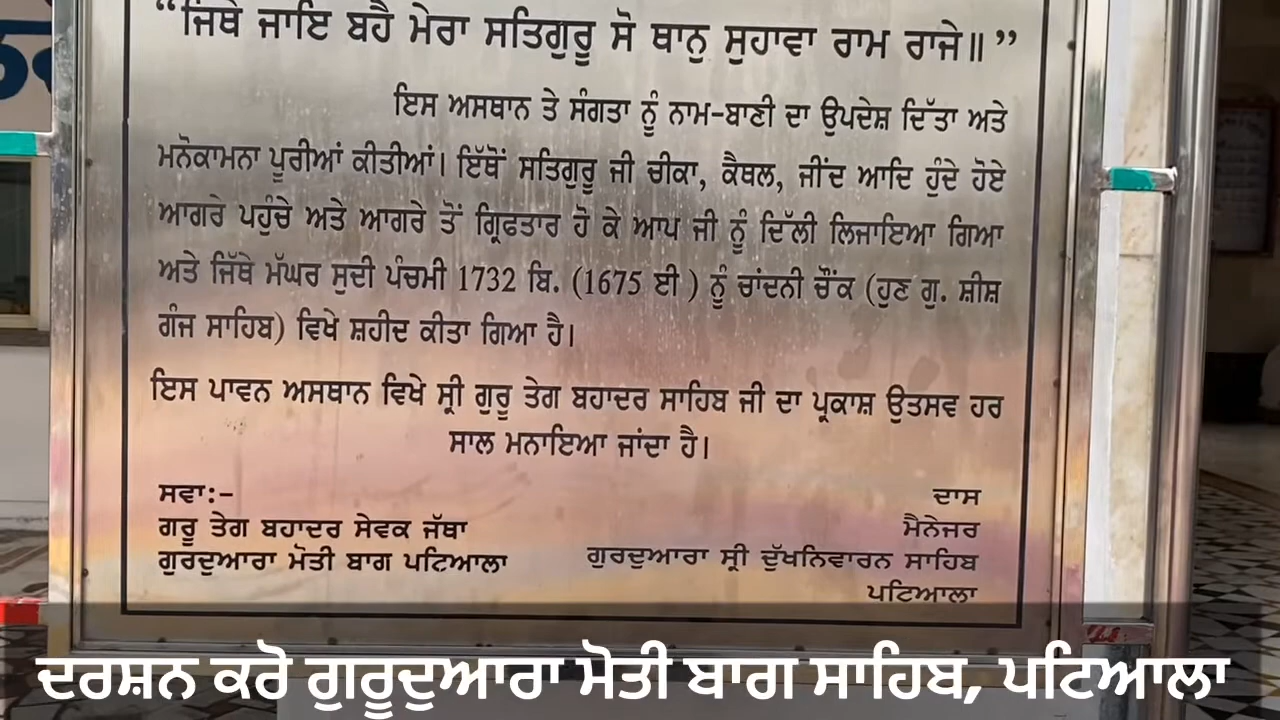 “ਜਿਥੈ ਜਾਇ ਬਹੈ ਮੇਰਾ ਸਤਿਗੁਰੂ ਸੋ ਥਾਨੁ ਸੁਹਾਵਾ ਰਾਮ ਰਾਜੇ॥”
ਇਸ ਅਸਥਾਨ ਤੇ ਸੰਗਤਾ ਨੂੰ ਨਾਮ-ਬਾਣੀ ਦਾ ਉਪਦੇਸ਼ ਦਿੱਤਾ ਅਤੇ
ਮਨੋਕਾਮਨਾ ਪੂਰੀਆਂ ਕੀਤੀਆਂ। ਇੱਥੋਂ ਸਤਿਗੁਰੂ ਜੀ ਚੀਕਾ, ਕੈਥਲ, ਜੀਂਦ ਆਦਿ ਹੁੰਦੇ ਹੋਏ
ਆਗਰੇ ਪਹੁੰਚੇ ਅਤੇ ਆਗਰੇ ਤੋਂ ਗ੍ਰਿਫਤਾਰ ਹੋ ਕੇ ਆਪ ਜੀ ਨੂੰ ਦਿੱਲੀ ਲਿਜਾਇਆ ਗਿਆ
ਅਤੇ ਜਿੱਥੇ ਮੱਘਰ ਸੁਦੀ ਪੰਚਮੀ 1732 ਬਿ. (1675 ਈ ) ਨੂੰ ਚਾਂਦਨੀ ਚੌਂਕ (ਹੁਣ ਗੁ. ਸ਼ੀਸ਼
ਗੰਜ ਸਾਹਿਬ) ਵਿਖੇ ਸ਼ਹੀਦ ਕੀਤਾ ਗਿਆ ਹੈ।
ਇਸ ਪਾਵਨ ਅਸਥਾਨ ਵਿਖੇ ਸ਼੍ਰੀ ਗੁਰੂ ਤੇਗ ਬਹਾਦਰ ਸਾਹਿਬ ਜੀ ਦਾ ਪ੍ਰਕਾਸ਼ ਉਤਸਵ ਹਰ
ਸਾਲ ਮਨਾਇਆ ਜਾਂਦਾ ਹੈ।
ਸਵਾ:-
ਗਰੂ ਤੇਗ ਬਹਾਦਰ ਸੇਵਕ ਜੱਥਾ
ਗੁਰਦੁਆਰਾ ਮੋਤੀ ਬਾਗ ਪਟਿਆਲਾ
ਦਾਸ
ਮੈਨੇਜਰ
ਗੁਰਦੁਆਰਾ ਸ਼੍ਰੀ ਦੁੱਖਨਿਵਾਰਨ ਸਾਹਿਬ
ਪਟਿਆਲਾ
ਦਰਸ਼ਨ ਕਰੋ ਗੁਰੂਦੁਆਰਾ ਮੋਤੀ ਬਾਗ ਸਾਹਿਬ, ਪਟਿਆਲਾ